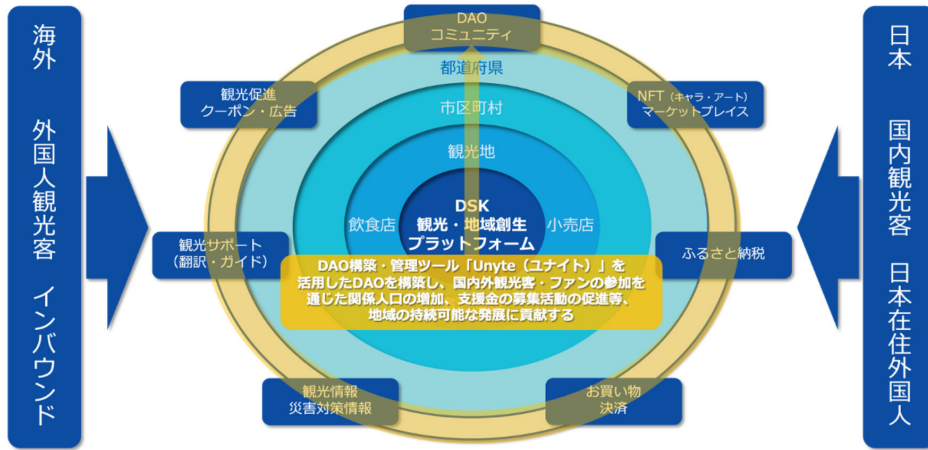 海外 外国人観光客 インバウンド
DAO
コミュニティ
都道府県
観光促進
クーポン・広告
NFT（キャラ・アート）
マーケットプレイス
市区町村
観光地
飲食店
DSK
観光・地域創生
プラットフォーム
小売店
観光サポート
（翻訳・ガイド）
ふるさと納税
DAO構築・管理ツール「Unyte（ユナイト）」を
活用したDAOを構築し、国内外観光客・ファンの参加を
通じた関係人口の増加、支援金の募集活動の促進等、
地域の持続可能な発展に貢献する
観光情報
災害対策情報
お買い物
決済
日本 国内観光客 日本在住外国人